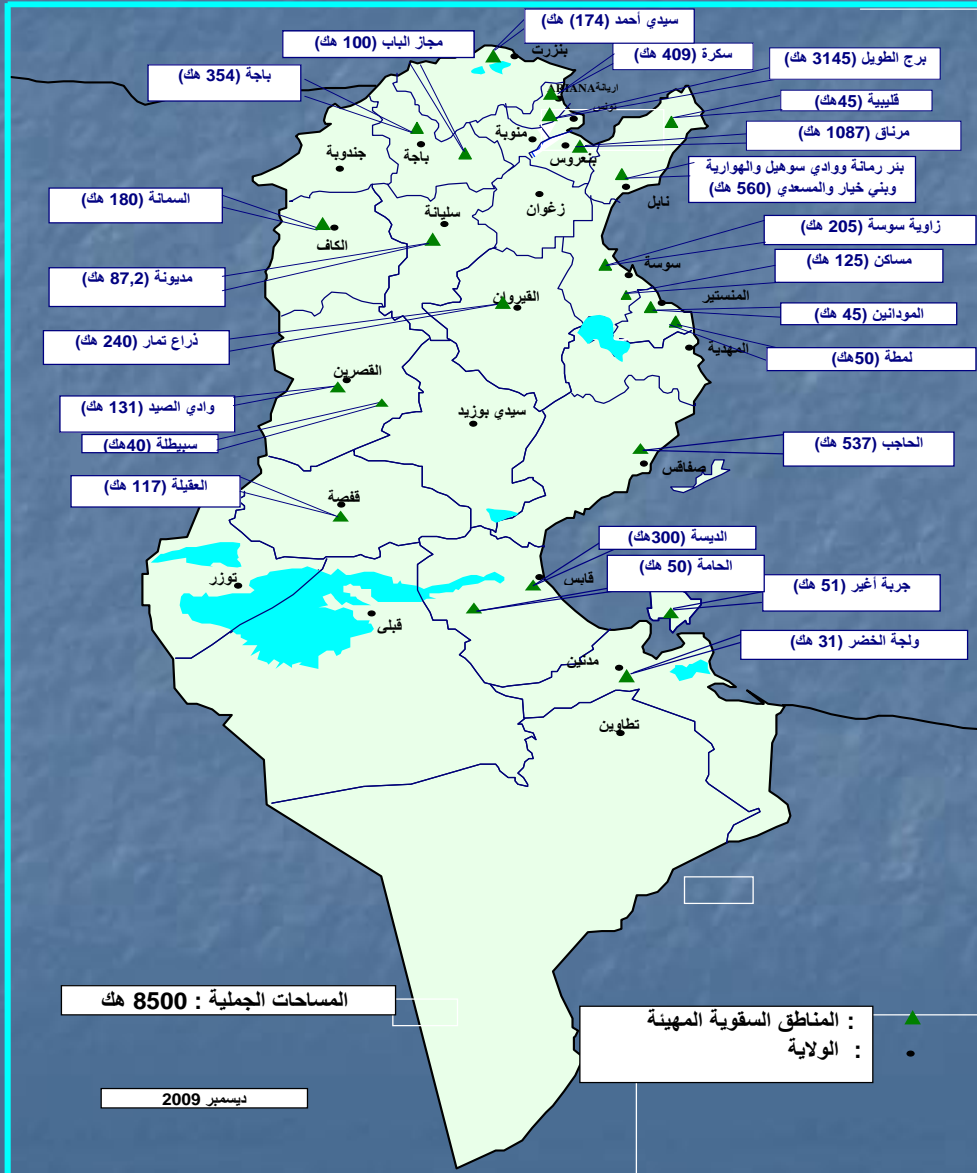 سيدي أحمد (174) هك)
مجاز الباب (100 هك)
بنزرت
سكرة (409 هك)
باجة (354 هك)
برج الطويل (3145 هك)
اريانة RIANA
تونس
قليبية (45هك)
منوبة
باجة
جندوبة
بنعروس
مرناق (1087 هك)
بئر رمانة ووادي سوهيل والهوارية
وبني خيار والمسعدي (560 هك)
نابل
زغوان
السمانة (180 هك)
الكاف
سليانة
زاوية سوسة (205 هك)
سوسة
مساكن (125 هك)
مديونة (87,2 هك)
القيروان
المنستير
المودانين (45 هك)
ذراع تمار (240 هك)
المهدية
لمطة (50هك)
القصرين
وادي الصيد (131 هك)
سيدي بوزيد
سبيطلة (40هك)
الحاجب (537 هك)
صفاقس
العقيلة (117 هك)
قفصة
الديسة (300هك)
الحامة (50 هك)
قابس
توزر
جربة أغير (51 هك)
قبلي
ولجة الخضر (31 هك)
مدنين
تطاوين
المساحات الجملية : 8500 هك
: المناطق السقوية المهيئة
: الولاية
ديسمبر 2009